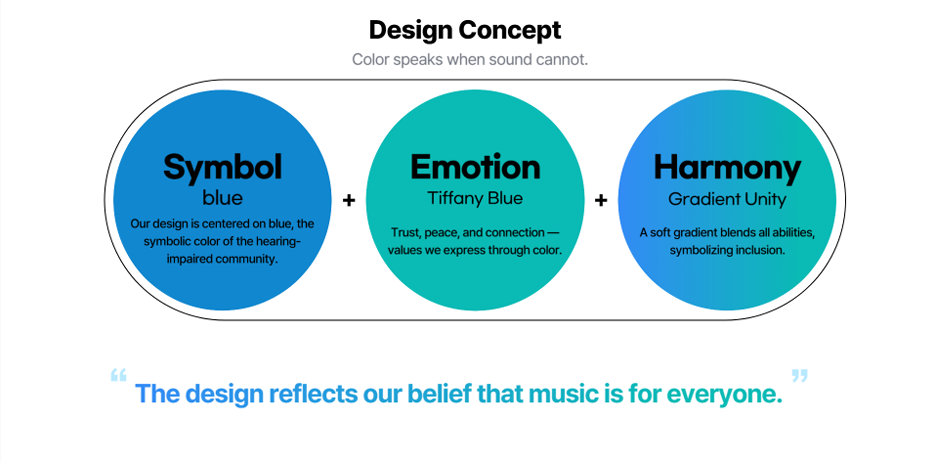 Design Concept
Color speaks when sound cannot.
Symbol
blue
Our design is centered on blue, the
symbolic color of the hearing-
impaired community.
+
Emotion
Tiffany Blue
Trust, peace, and connection —
values we express through color.
+
Harmony
Gradient Unity
A soft gradient blends all abilities,
symbolizing inclusion.
“ The design reflects our belief that music is for everyone. ”